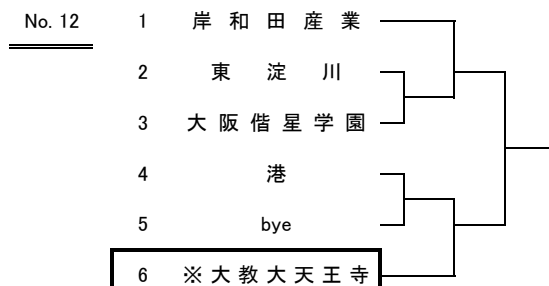 No. 12
1 岸和田産業
2 東淀川
3 大阪偕星学園
4 港
5 bye
6 ※大教大天王寺